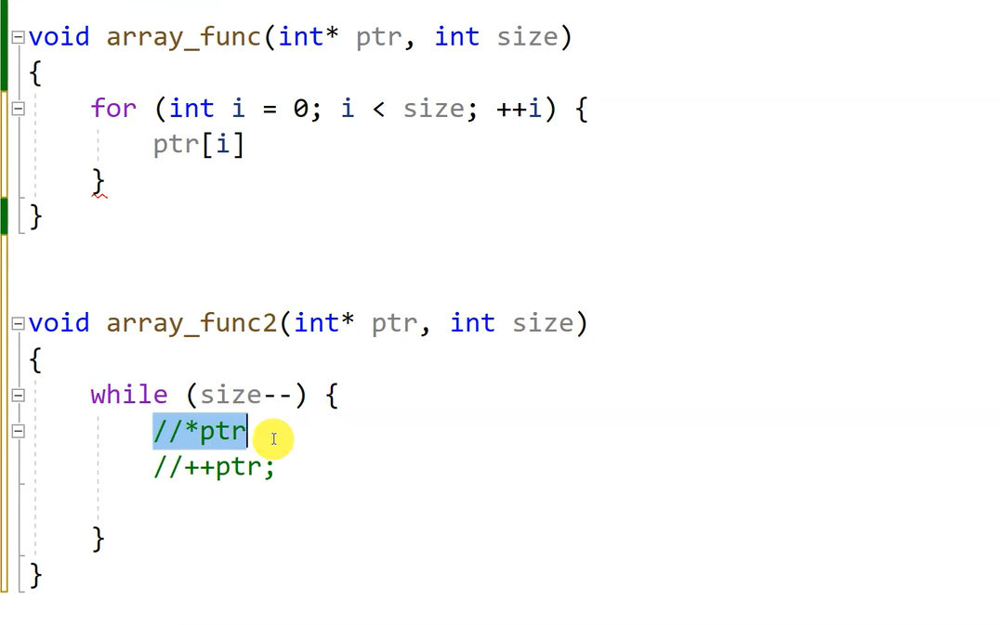 void array_func(int* ptr, int size)
{
for (int i = 0; i < size; ++i) {
ptr[i]
}
}
void array_func2(int* ptr, int size)
{
while (size--) {
//*ptr
//++ptr;
}
}